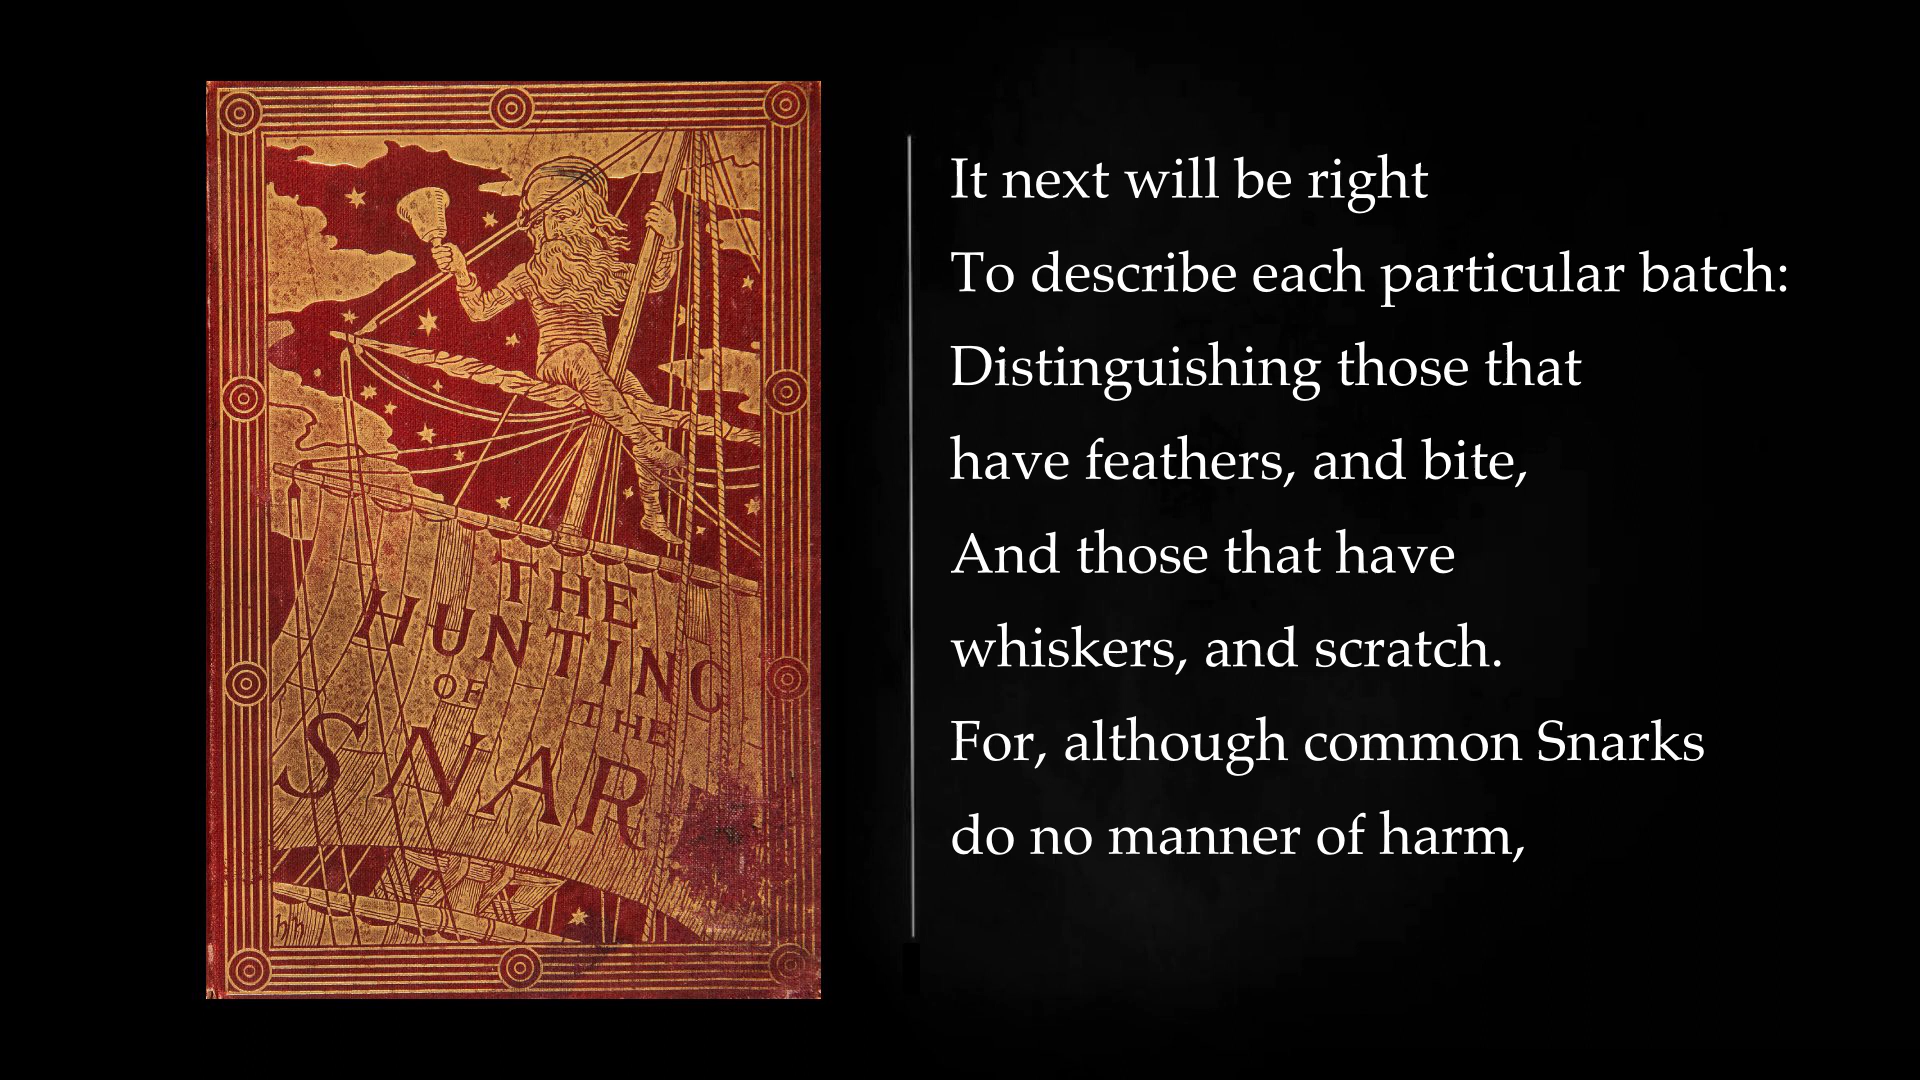 THE
HUNTING
OF THE
SNAR
It next will be right
To describe each particular batch:
Distinguishing those that
have feathers, and bite,
And those that have
whiskers, and scratch.
For, although common Snarks
do no manner of harm,